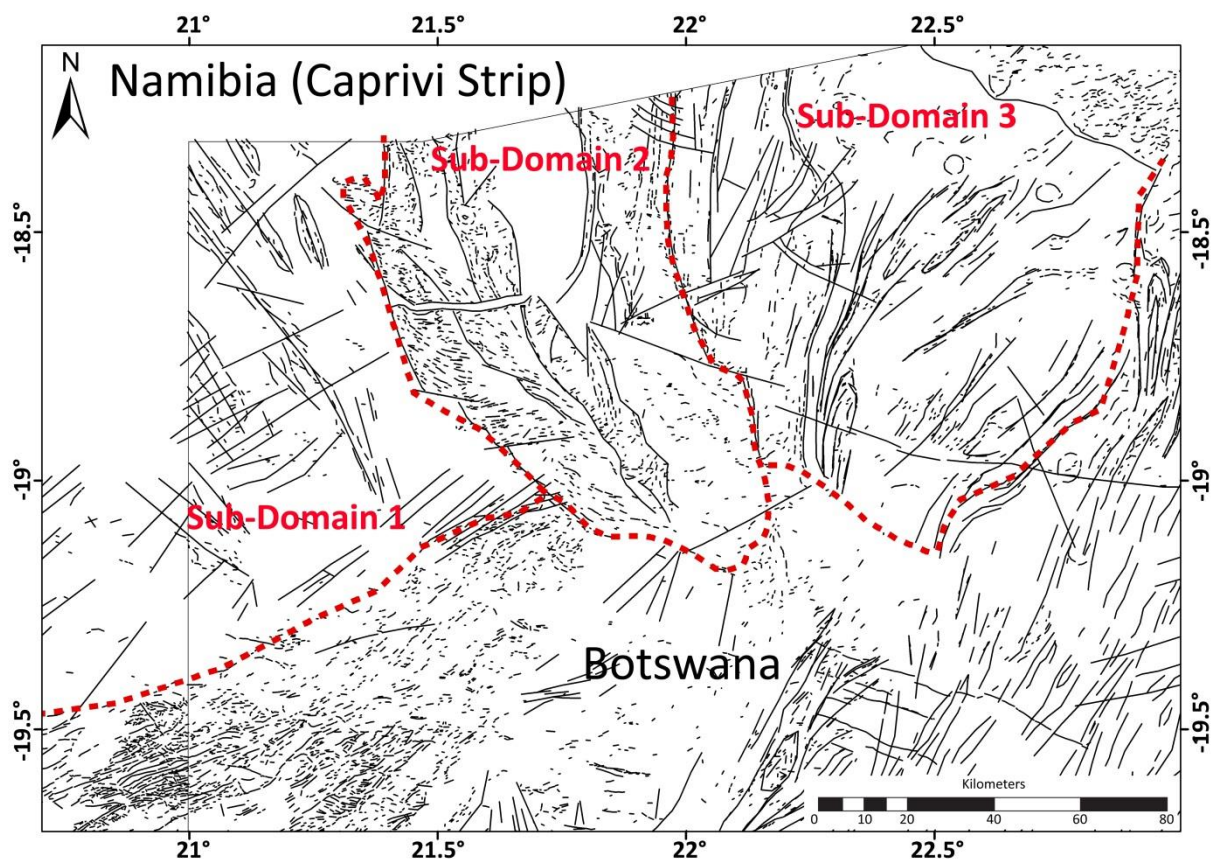 21° 21.5° 22° 22.5°
N
Namibia (Caprivi Strip)
Sub-Domain 3
Sub-Domain 2
-18.5° -18.5°
-19° -19°
Sub-Domain 1
Botswana
-19.5° -19.5°
Kilometers
0 10 20 40 60 80
21° 21.5° 22° 22.5°